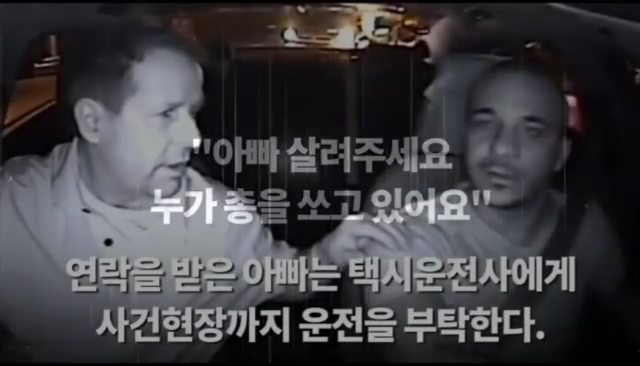 "아빠 살려주세요
누가 총을 쏘고 있어요"
연락을 받은 아빠는 택시운전사에게
사건현장까지 운전을 부탁한다.